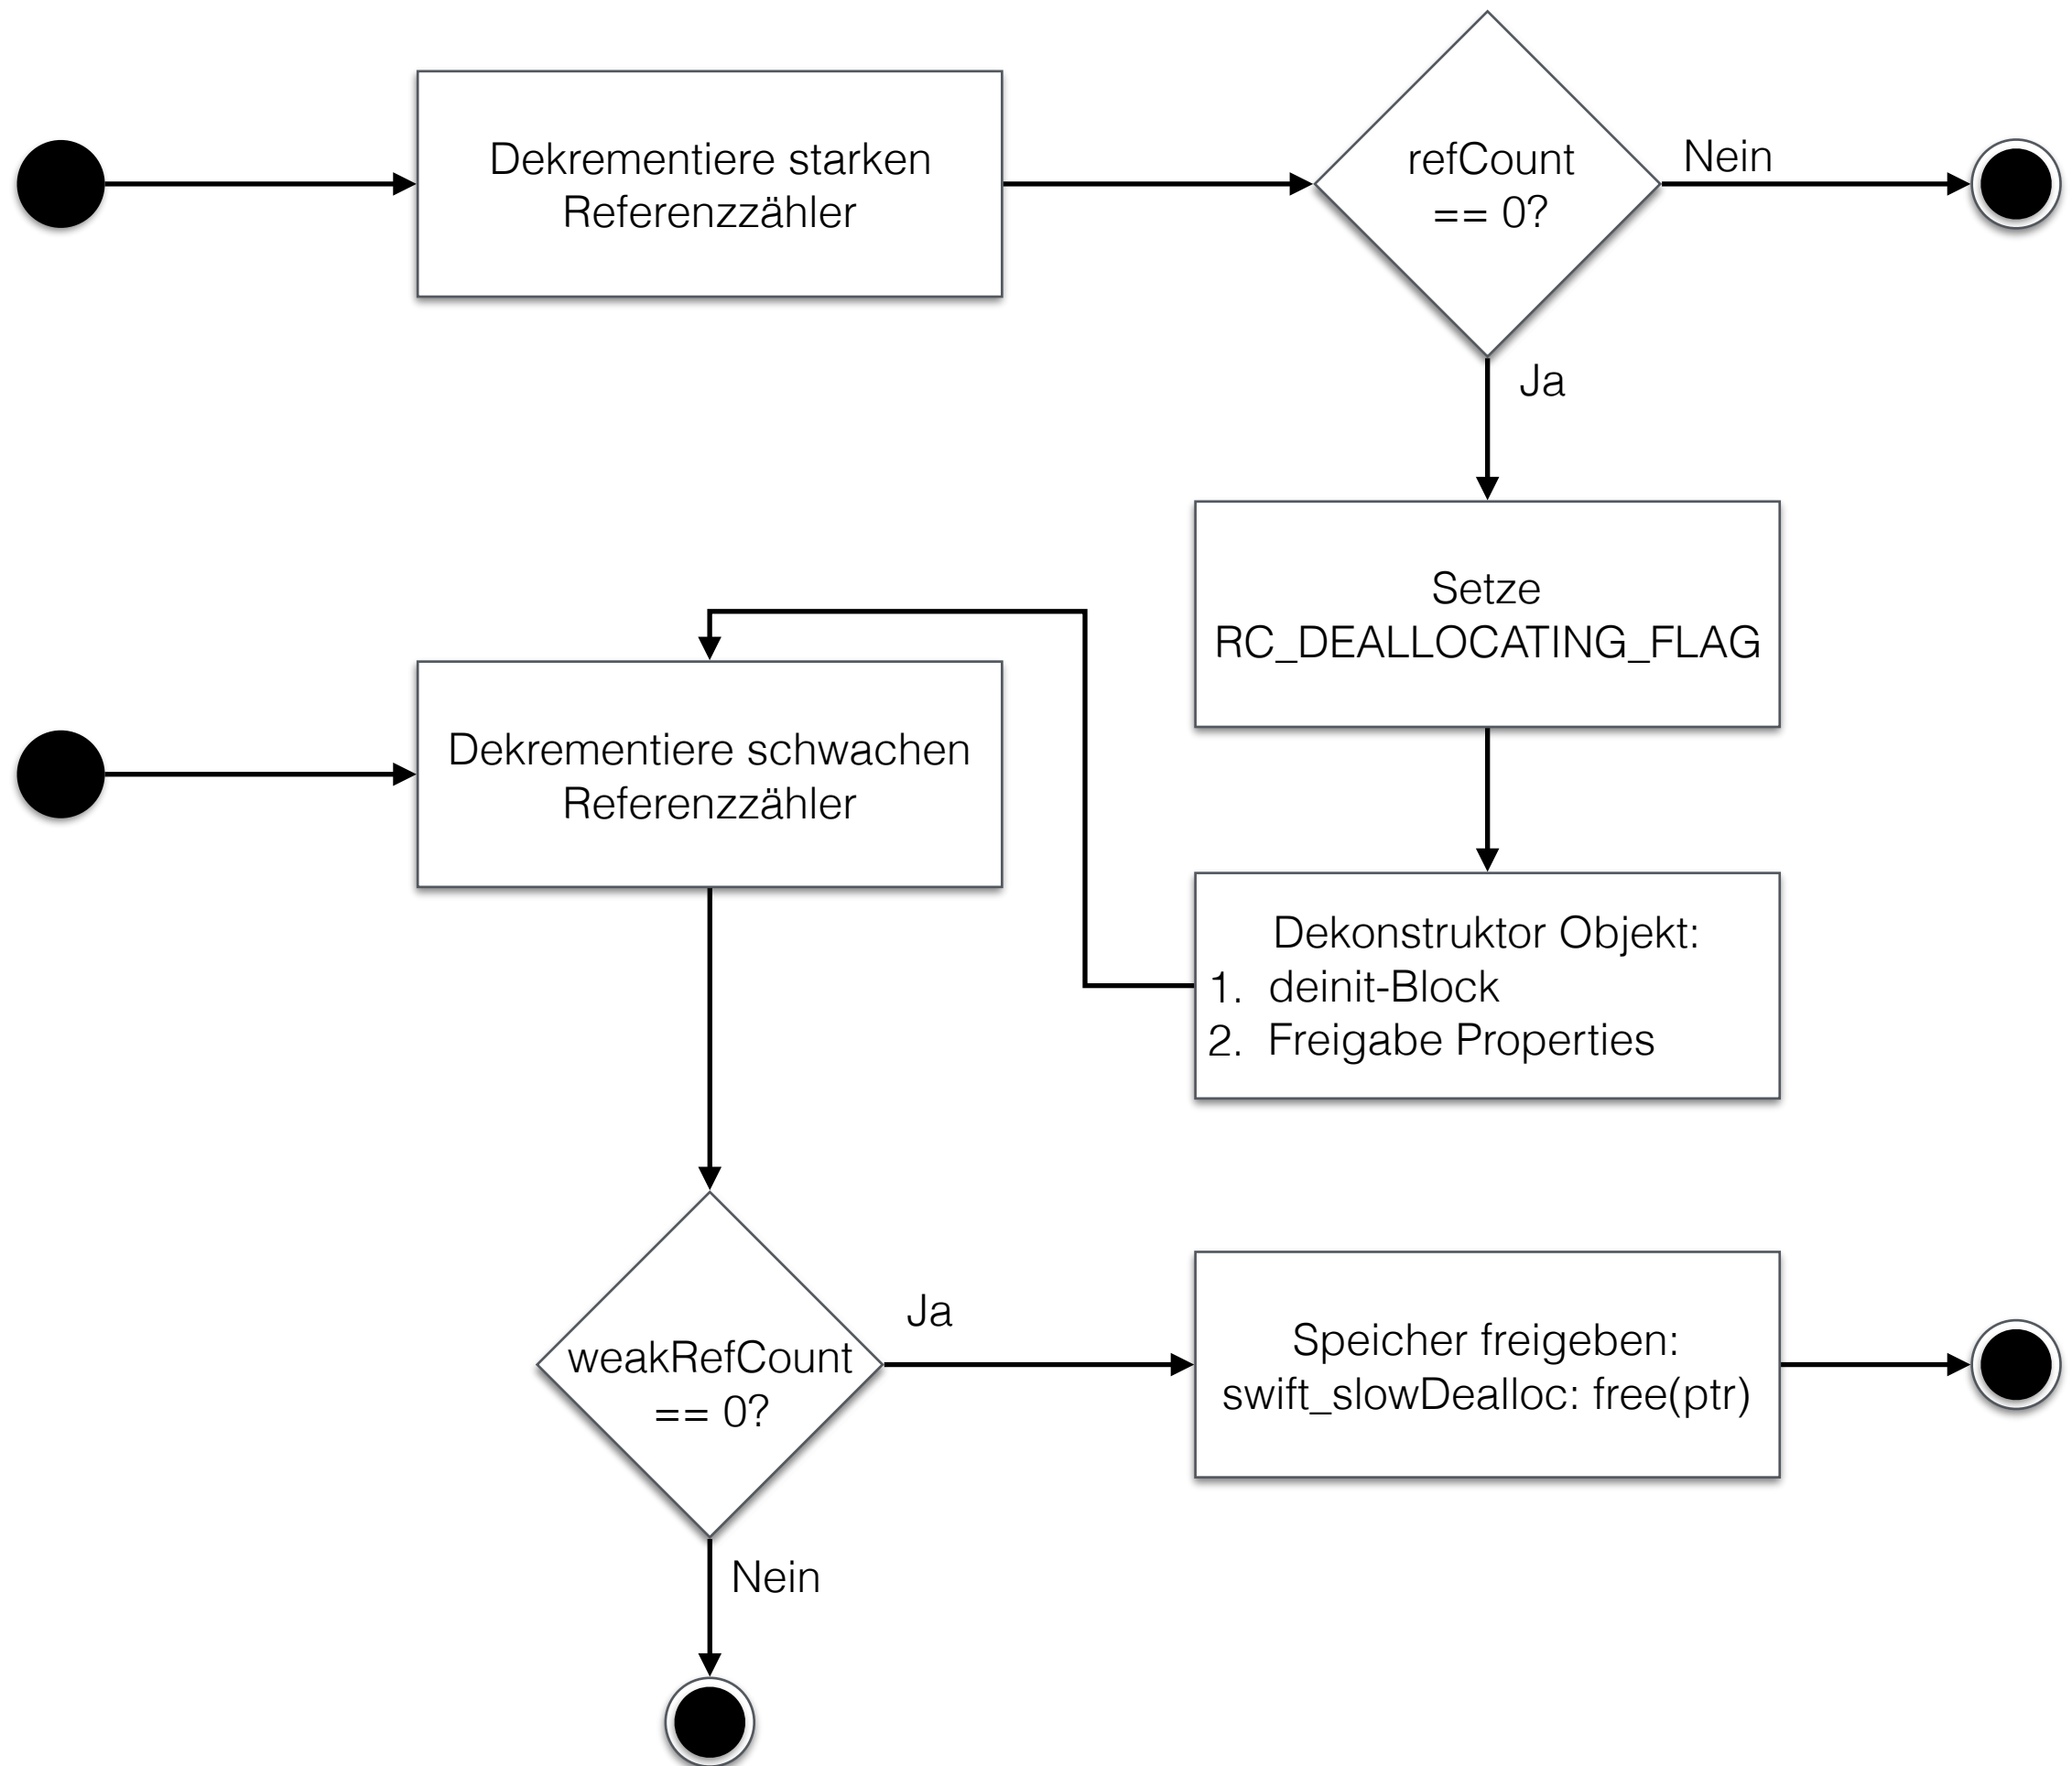 Dekrementiere starken
Referenzzähler
refCount
== 0?
Nein
Ja
Setze
RC_DEALLOCATING_FLAG
Dekrementiere schwachen
Referenzzähler
Dekonstruktor Objekt:
1. deinit-Block
2. Freigabe Properties
weakRefCount
== 0?
Ja
Speicher freigeben:
swift_slowDealloc: free(ptr)
Nein